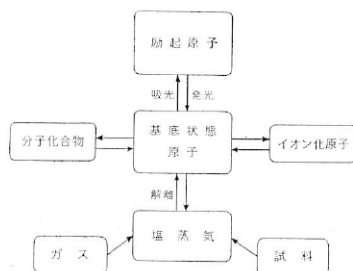 励起原子
吸光 発光
分子化合物
基底状態
原子
イオン化原子
解離
塩蒸気
ガス
試料